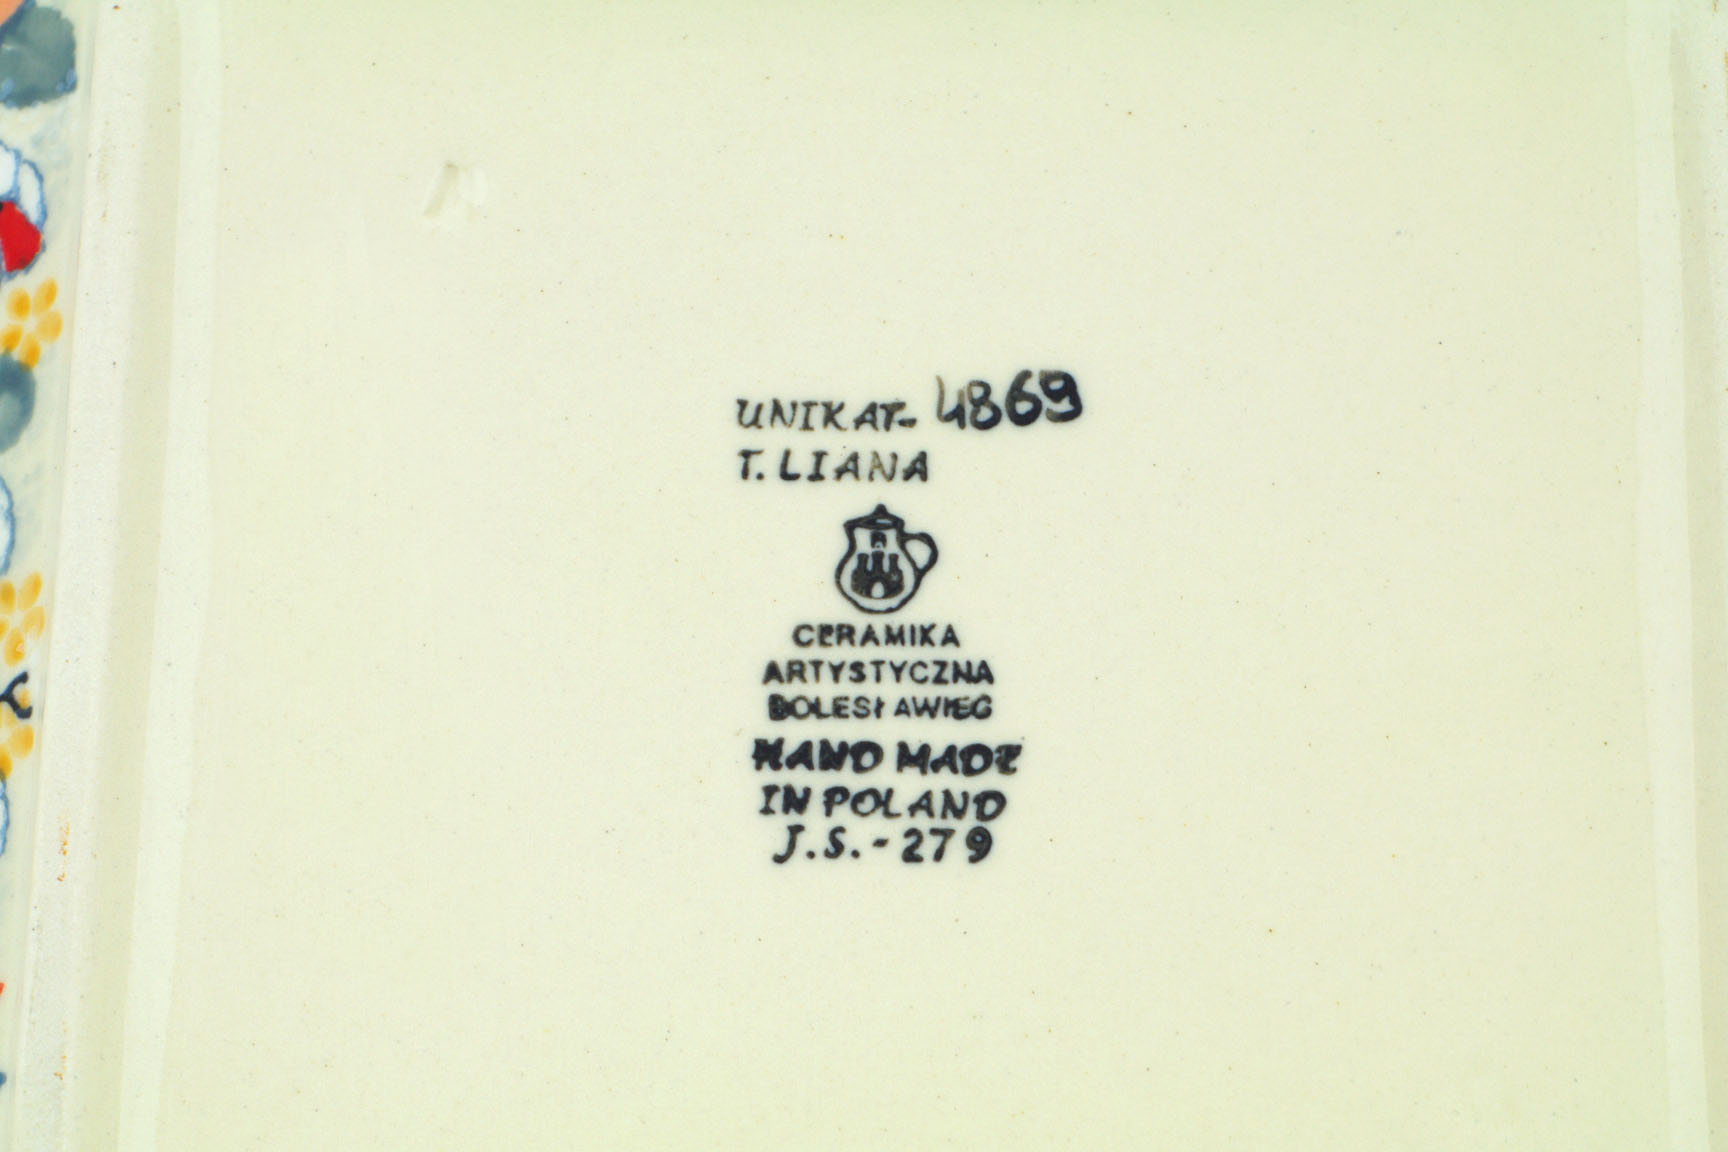 UNIKAT- 4869
T. LIANA
CERAMIKA
ARTYSTYCZNA
BOLESŁAWIEC
HAND MADE
IN POLAND
J.S.-279